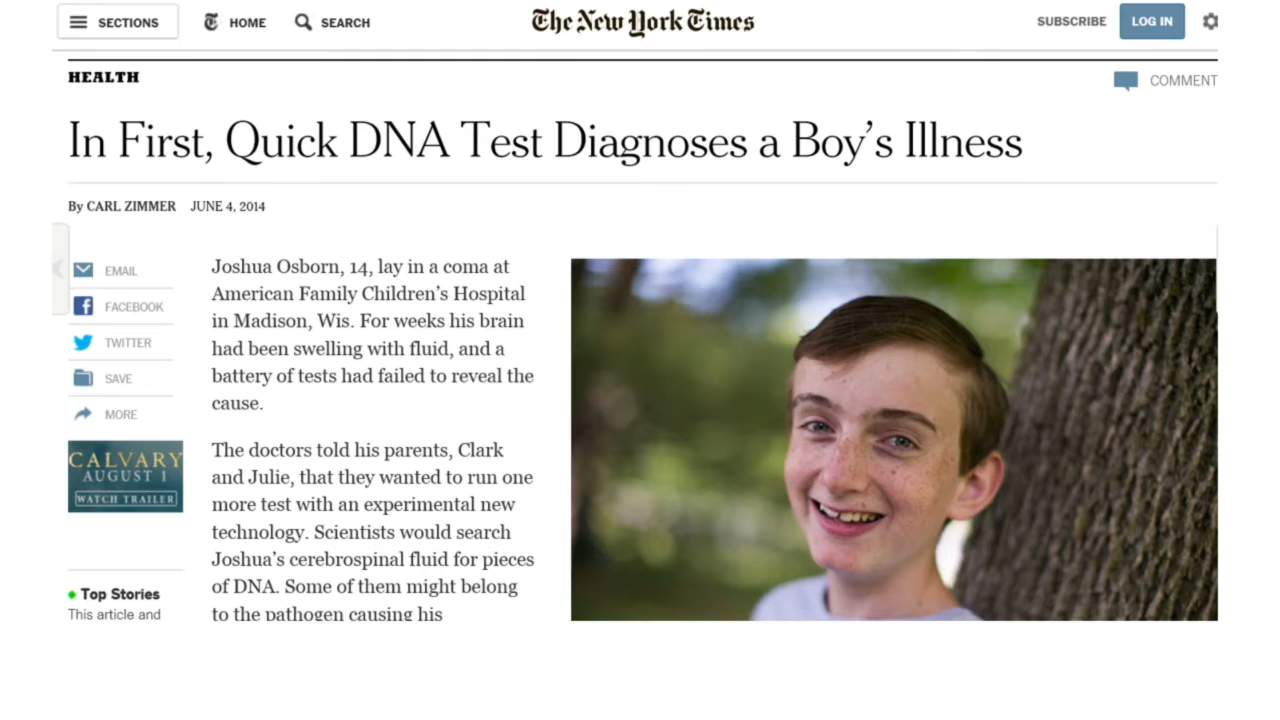 SECTIONS HOME SEARCH The New York Times SUBSCRIBE LOG IN
HEALTH COMMENT
In First, Quick DNA Test Diagnoses a Boy’s Illness
By CARL ZIMMER JUNE 4, 2014
EMAIL
FACEBOOK
TWITTER
SAVE
MORE
CALVARY
AUGUST 1
WATCH TRAILER
Top Stories
This article and
Joshua Osborn, 14, lay in a coma at
American Family Children’s Hospital
in Madison, Wis. For weeks his brain
had been swelling with fluid, and a
battery of tests had failed to reveal the
cause.
The doctors told his parents, Clark
and Julie, that they wanted to run one
more test with an experimental new
technology. Scientists would search
Joshua’s cerebrospinal fluid for pieces
of DNA. Some of them might belong
to the pathogen causing his